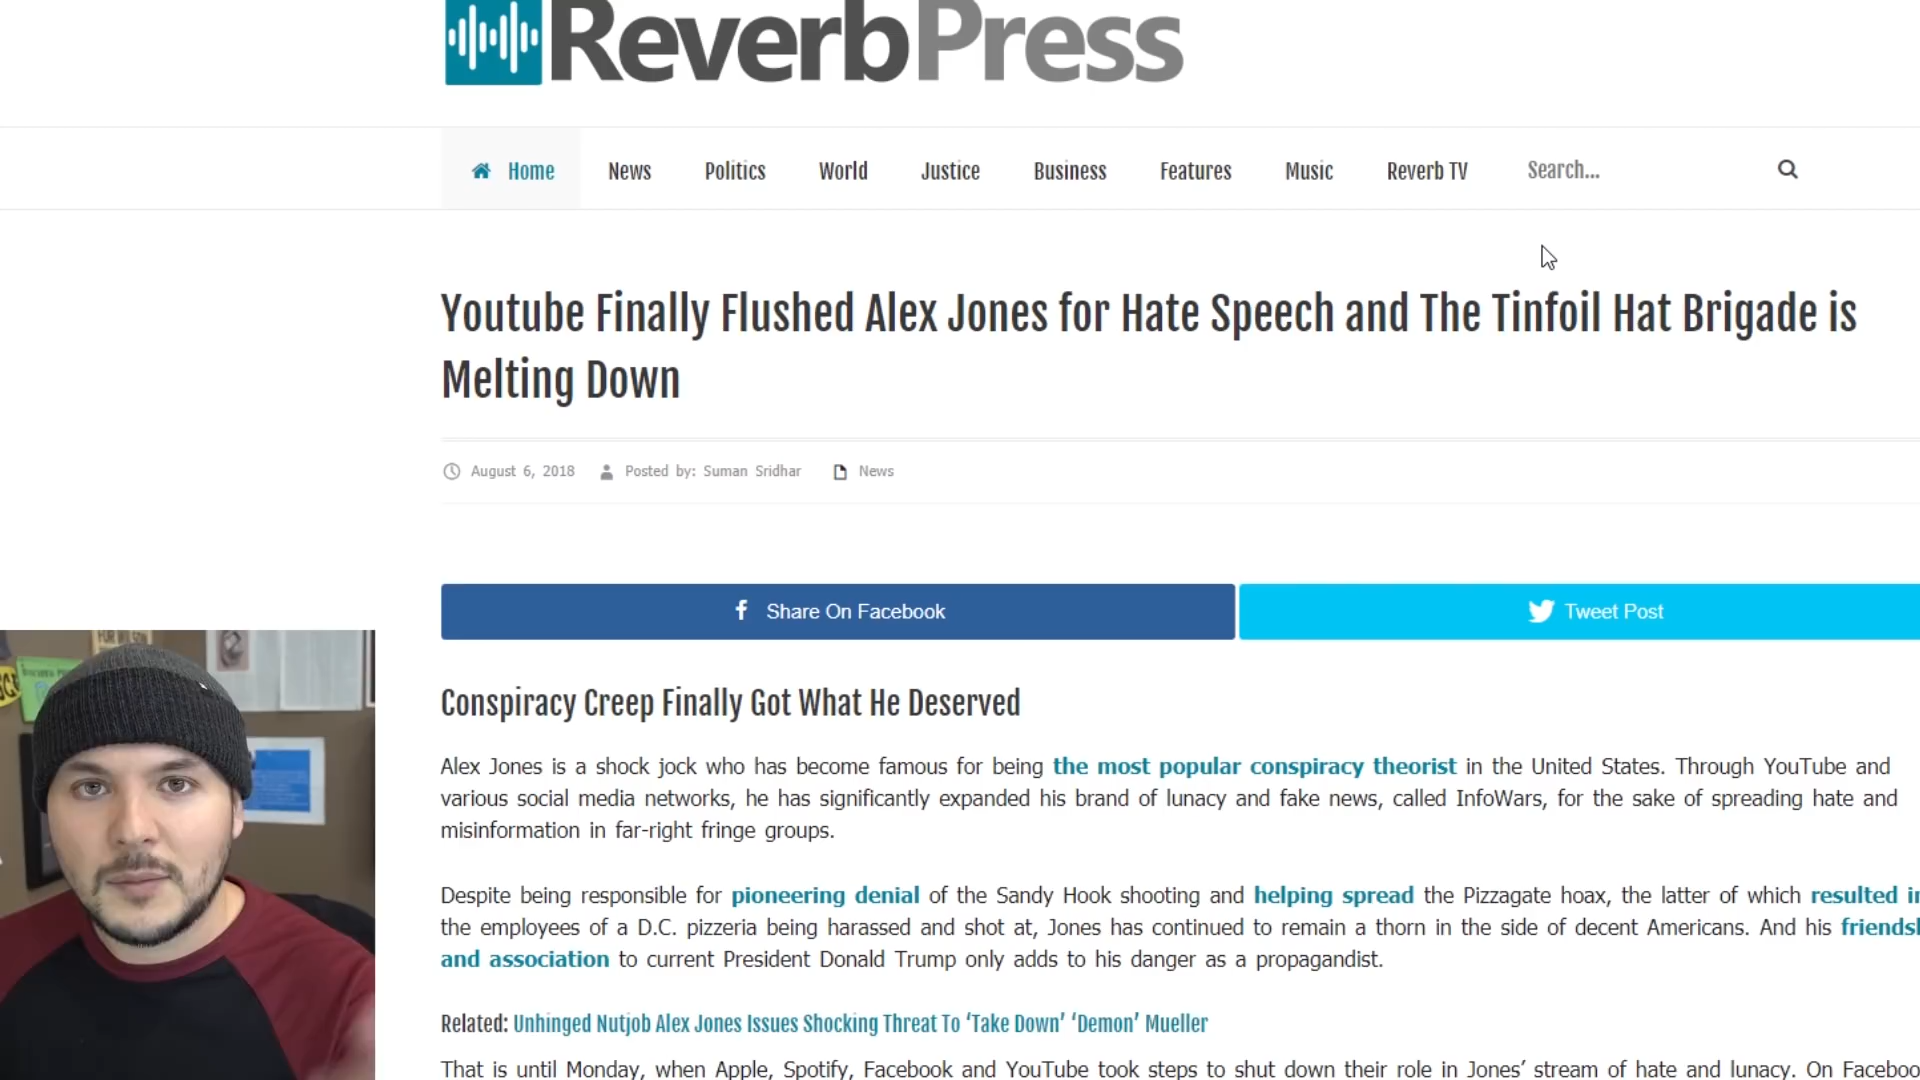 ReverbPress
Home News Politics World Justice Business Features Music Reverb TV Search...
Youtube Finally Flushed Alex Jones for Hate Speech and The Tinfoil Hat Brigade is
Melting Down
August 6, 2018 Posted by: Suman Sridhar News
Share On Facebook Tweet Post
Conspiracy Creep Finally Got What He Deserved
Alex Jones is a shock jock who has become famous for being the most popular conspiracy theorist in the United States. Through YouTube and
various social media networks, he has significantly expanded his brand of lunacy and fake news, called InfoWars, for the sake of spreading hate and
misinformation in far-right fringe groups.
Despite being responsible for pioneering denial of the Sandy Hook shooting and helping spread the Pizzagate hoax, the latter of which resulted in
the employees of a D.C. pizzeria being harassed and shot at, Jones has continued to remain a thorn in the side of decent Americans. And his
and association to current President Donald Trump only adds to his danger as a propagandist.
Related: Unhinged Nutjob Alex Jones Issues Shocking Threat To ‘Take Down’ ‘Demon’ Mueller
That is until Monday, when Apple, Spotify, Facebook and YouTube took steps to shut down their role in Jones’ stream of hate and lunacy. On